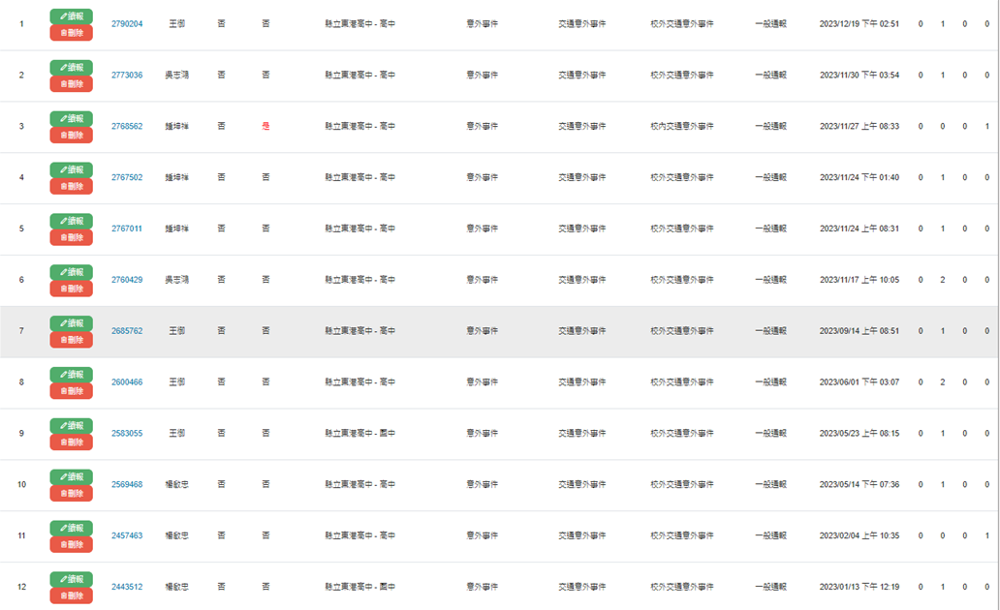 1 續報 刪除 2790204 王御 否 否 縣立東港高中 - 高中 意外事件 交通意外事件 校外交通意外事件 一般通報 2023/12/19 下午 02:51 0 1 0 0
2 續報 刪除 2773036 吳志鴻 否 否 縣立東港高中 - 高中 意外事件 交通意外事件 校外交通意外事件 一般通報 2023/11/30 下午 03:54 0 1 0 0
3 續報 刪除 2768562 鍾坤祥 否 是 縣立東港高中 - 高中 意外事件 交通意外事件 校內交通意外事件 一般通報 2023/11/27 上午 08:33 0 0 0 1
4 續報 刪除 2767502 鍾坤祥 否 否 縣立東港高中 - 高中 意外事件 交通意外事件 校外交通意外事件 一般通報 2023/11/24 下午 01:40 0 1 0 0
5 續報 刪除 2767011 鍾坤祥 否 否 縣立東港高中 - 高中 意外事件 交通意外事件 校外交通意外事件 一般通報 2023/11/24 上午 08:31 0 1 0 0
6 續報 刪除 2760429 吳志鴻 否 否 縣立東港高中 - 高中 意外事件 交通意外事件 校外交通意外事件 一般通報 2023/11/17 上午 10:05 0 2 0 0
7 續報 刪除 2685762 王御 否 否 縣立東港高中 - 高中 意外事件 交通意外事件 校外交通意外事件 一般通報 2023/09/14 上午 08:51 0 1 0 0
8 續報 刪除 2600466 王御 否 否 縣立東港高中 - 高中 意外事件 交通意外事件 校外交通意外事件 一般通報 2023/06/01 下午 03:07 0 2 0 0
9 續報 刪除 2583055 王御 否 否 縣立東港高中 - 國中 意外事件 交通意外事件 校外交通意外事件 一般通報 2023/05/23 上午 08:15 0 1 0 0
10 續報 刪除 2569468 楊啟忠 否 否 縣立東港高中 - 高中 意外事件 交通意外事件 校外交通意外事件 一般通報 2023/05/14 下午 07:36 0 1 0 0
11 續報 刪除 2457463 楊啟忠 否 否 縣立東港高中 - 高中 意外事件 交通意外事件 校外交通意外事件 一般通報 2023/02/04 上午 10:35 0 0 0 1
12 續報 刪除 2443512 楊啟忠 否 否 縣立東港高中 - 國中 意外事件 交通意外事件 校外交通意外事件 一般通報 2023/01/13 下午 12:19 0 1 0 0